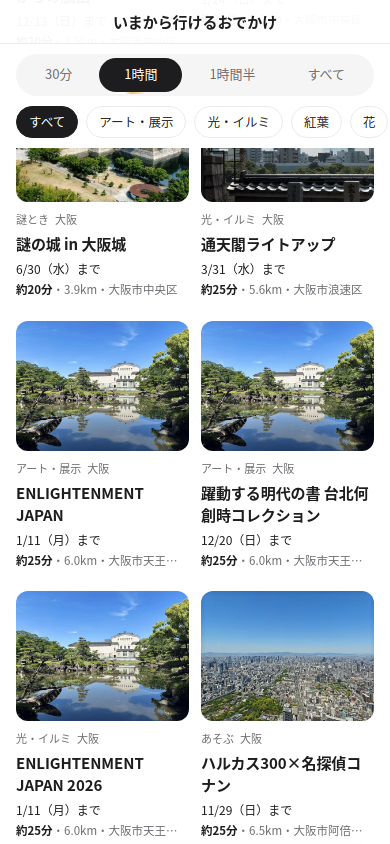 いまから行けるおでかけ
30分 1時間 1時間半 すべて
すべて アート・展示 光・イルミ 紅葉 花
謎とき 大阪
謎の城 in 大阪城
6/30（水）まで
約20分・3.9km・大阪市中央区
光・イルミ 大阪
通天閣ライトアップ
3/31（水）まで
約25分・5.6km・大阪市浪速区
アート・展示 大阪
ENLIGHTENMENT
JAPAN
1/11（月）まで
約25分・6.0km・大阪市天王…
アート・展示 大阪
躍動する明代の書 台北何
創時コレクション
12/20（日）まで
約25分・6.0km・大阪市天王…
光・イルミ 大阪
ENLIGHTENMENT
JAPAN 2026
1/11（月）まで
約25分・6.0km・大阪市天王…
あそぶ 大阪
ハルカス300×名探偵コ
ナン
11/29（日）まで
約25分・6.5km・大阪市阿倍…